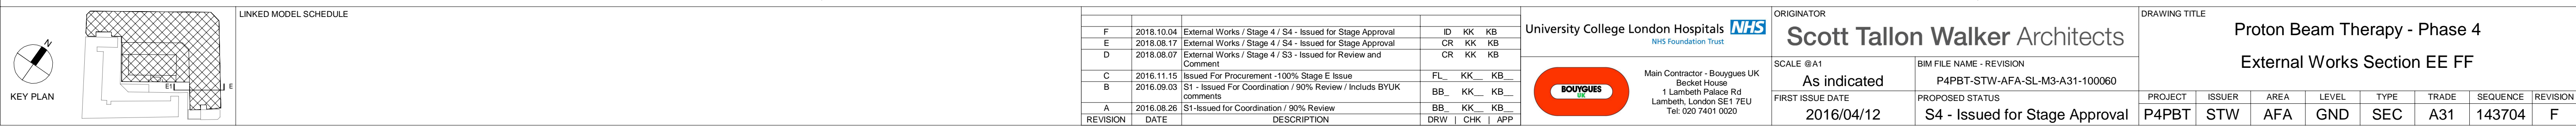 N
KEY PLAN
E1
E
LINKED MODEL SCHEDULE
F 2018.10.04 External Works / Stage 4 / S4 - Issued for Stage Approval ID KK KB
E 2018.08.17 External Works / Stage 4 / S4 - Issued for Stage Approval CR KK KB
D 2018.08.07 External Works / Stage 4 / S3 - Issued for Review and CR KK KB
Comment
C 2016.11.15 Issued For Procurement -100% Stage E Issue FL_ KK__ KB__
B 2016.09.03 S1 - Issued For Coordination / 90% Review / Includs BYUK BB_ KK__ KB__
comments
A 2016.08.26 S1-Issued for Coordination / 90% Review BB_ KK__ KB__
REVISION DATE DESCRIPTION DRW | CHK | APP
University College London Hospitals NHS
NHS Foundation Trust
BOUYGUES
UK
Main Contractor - Bouygues UK
Becket House
1 Lambeth Palace Rd
Lambeth, London SE1 7EU
Tel: 020 7401 0020
ORIGINATOR
Scott Tallon Walker Architects
SCALE @A1
As indicated
BIM FILE NAME - REVISION
P4PBT-STW-AFA-SL-M3-A31-100060
FIRST ISSUE DATE
2016/04/12
PROPOSED STATUS
S4 - Issued for Stage Approval
DRAWING TITLE
Proton Beam Therapy - Phase 4
External Works Section EE FF
PROJECT ISSUER AREA LEVEL TYPE TRADE SEQUENCE REVISION
P4PBT STW AFA GND SEC A31 143704 F